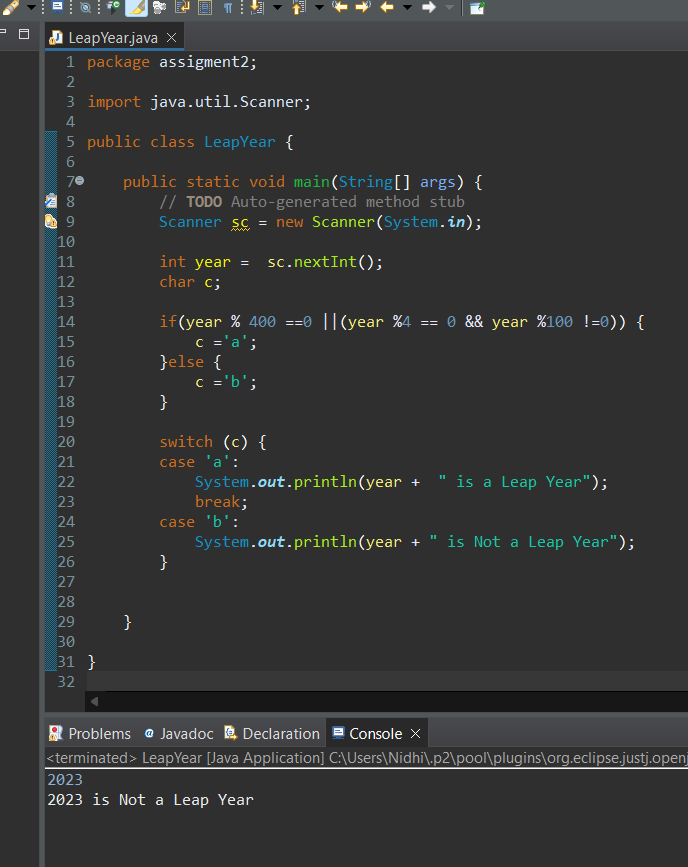 LeapYear.java
1 package assigment2;
2
3 import java.util.Scanner;
4
5 public class LeapYear {
6
7     public static void main(String[] args) {
8         // TODO Auto-generated method stub
9         Scanner sc = new Scanner(System.in);
10
11         int year =  sc.nextInt();
12         char c;
13
14         if(year % 400 ==0 ||(year %4 == 0 && year %100 !=0)) {
15             c ='a';
16         }else {
17             c ='b';
18         }
19
20         switch (c) {
21         case 'a':
22             System.out.println(year +  " is a Leap Year");
23             break;
24         case 'b':
25             System.out.println(year + " is Not a Leap Year");
26         }
27
28
29     }
30
31 }
32
Problems Javadoc Declaration Console
<terminated> LeapYear [Java Application] C:\Users\Nidhi\.p2\pool\plugins\org.eclipse.justj.openj
2023
2023 is Not a Leap Year